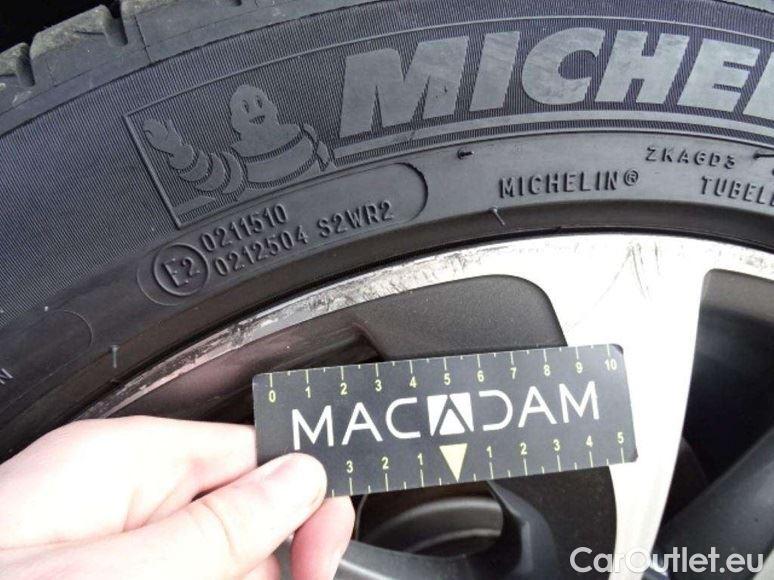 MICHEL
ZKAGD3
MICHELIN®
TUBEL
E2
0211510
0212504 S2WR2
N
0 1 2 3 4 5 6 7 8 9 10
MACADAM
3 2 1 1 2 3 4 5
CarOutlet.eu